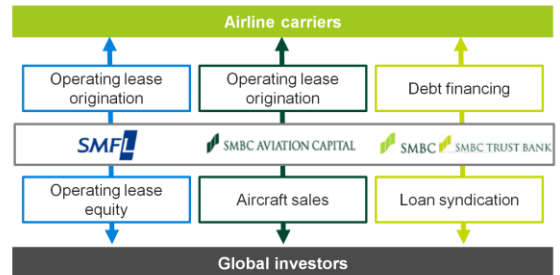 Airline carriers
Operating lease
origination
Operating lease
origination
Debt financing
SMFL
SMBC AVIATION CAPITAL
SMBC
SMBC TRUST BANK
Operating lease
equity
Aircraft sales
Loan syndication
Global investors